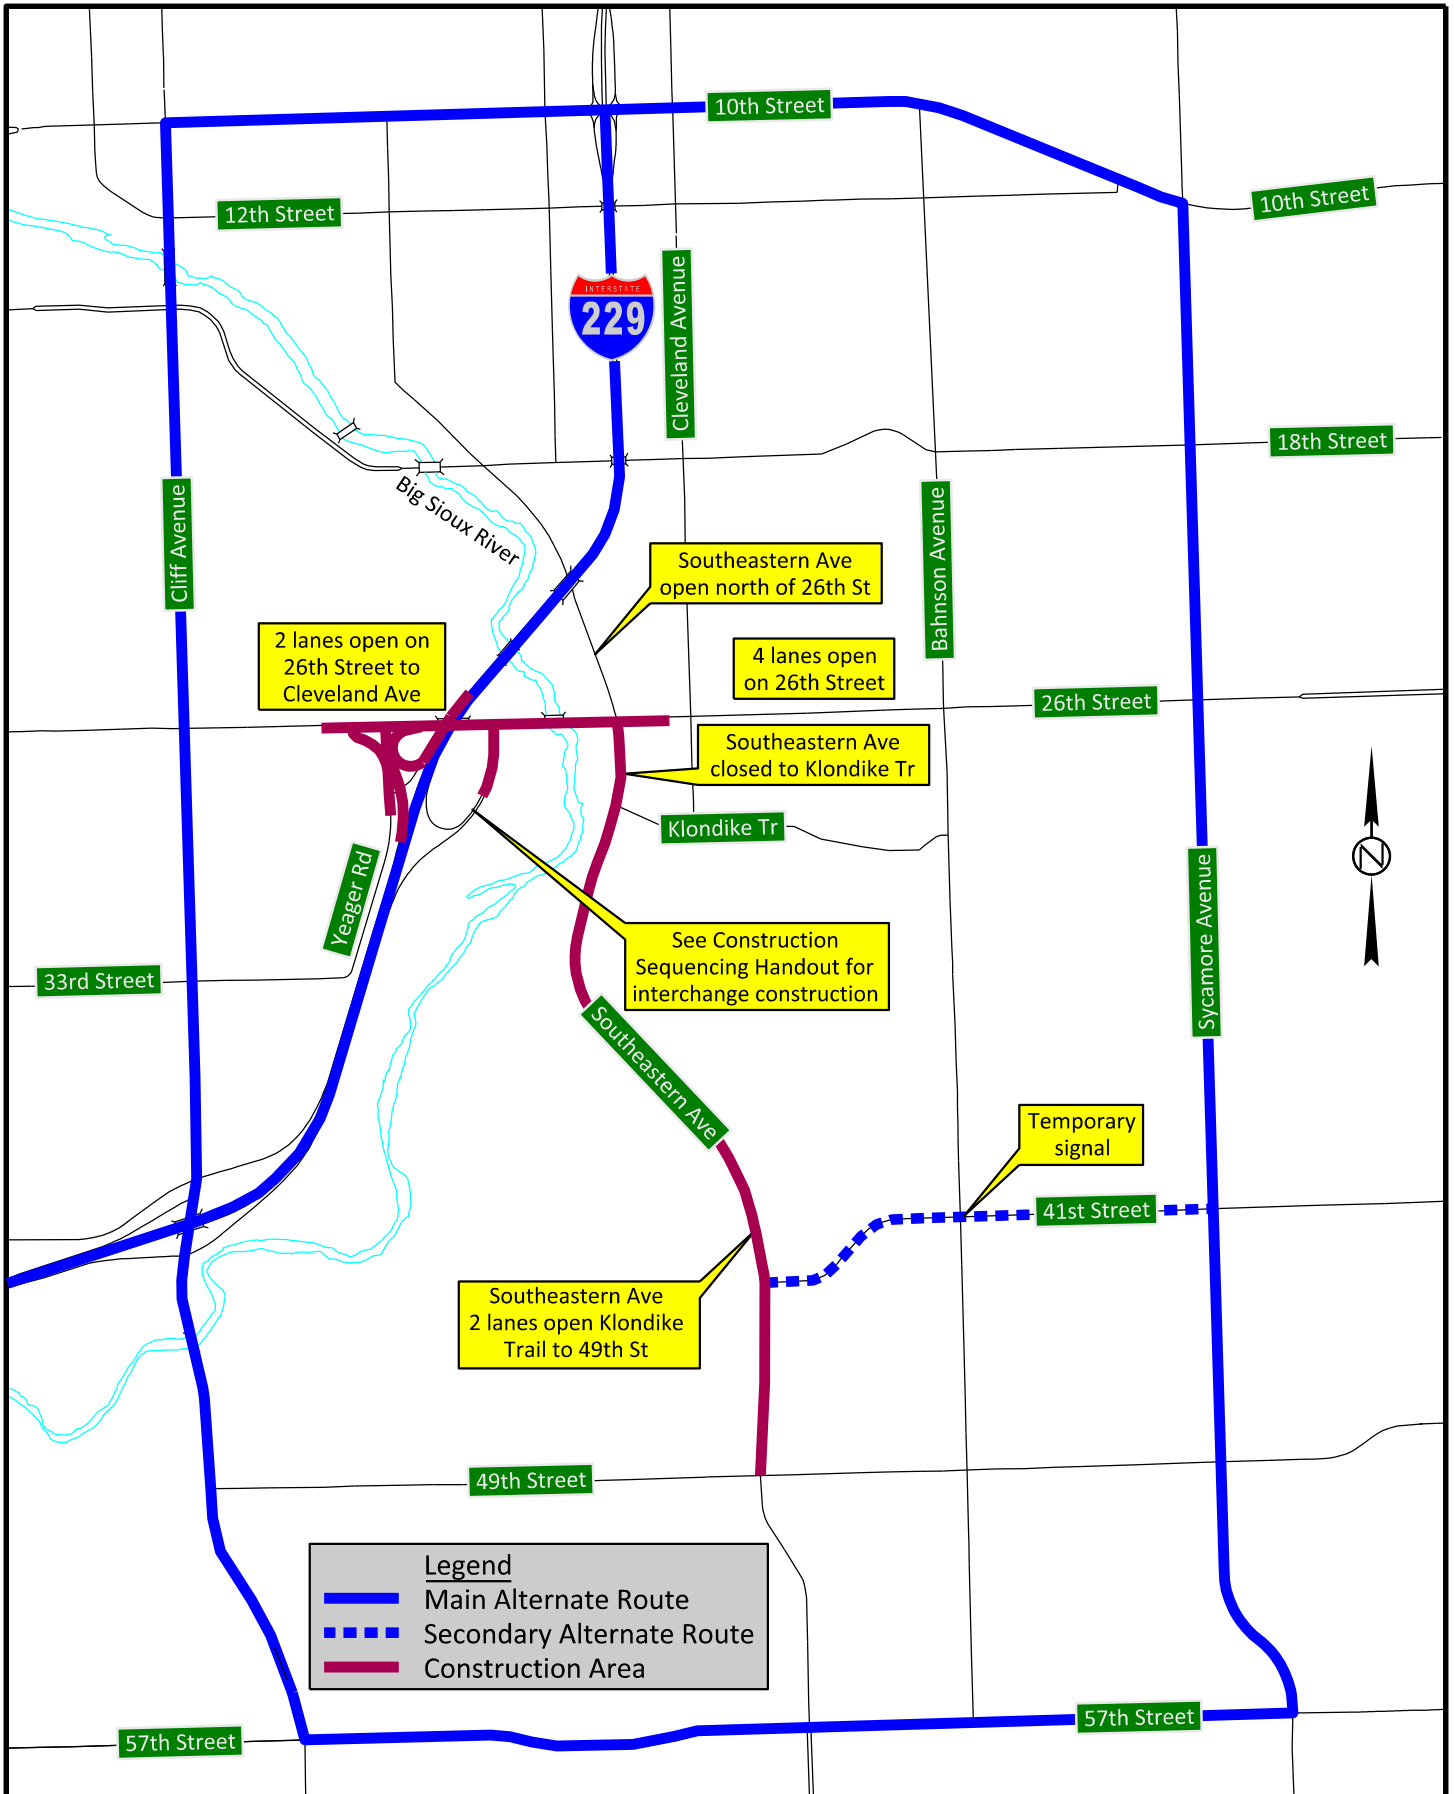 10th Street
10th Street
12th Street
INTERSTATE
229
Cleveland Avenue
18th Street
Cliff Avenue
Big Sioux River
Bahnson Avenue
Southeastern Ave
open north of 26th St
2 lanes open on
26th Street to
Cleveland Ave
4 lanes open
on 26th Street
26th Street
Southeastern Ave
closed to Klondike Tr
Klondike Tr
Yeager Rd
N
Sycamore Avenue
See Construction
Sequencing Handout for
interchange construction
33rd Street
Southeastern Ave
Temporary
signal
41st Street
Southeastern Ave
2 lanes open Klondike
Trail to 49th St
49th Street
Legend
Main Alternate Route
Secondary Alternate Route
Construction Area
57th Street
57th Street